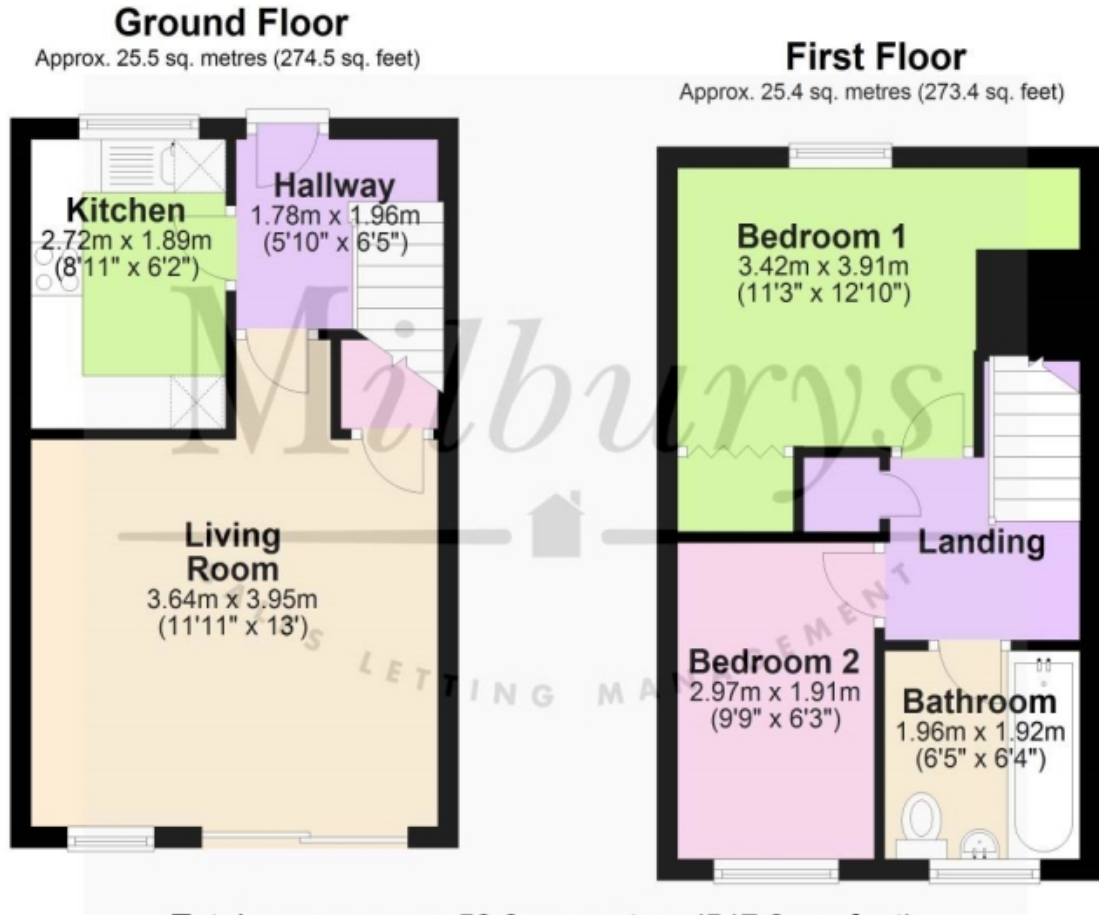 Ground Floor
Approx. 25.5 sq. metres (274.5 sq. feet)
Kitchen
2.72m x 1.89m
(8'11" x 6'2")
Hallway
1.78m x 1.96m
(5'10" x 6'5")
Living
Room
3.64m x 3.95m
(11'11" x 13')
First Floor
Approx. 25.4 sq. metres (273.4 sq. feet)
Bedroom 1
3.42m x 3.91m
(11'3" x 12'10")
Landing
Bedroom 2
2.97m x 1.91m
(9'9" x 6'3")
Bathroom
1.96m x 1.92m
(6'5" x 6'4")
Milburys
SALES LETTING MANAGEMENT